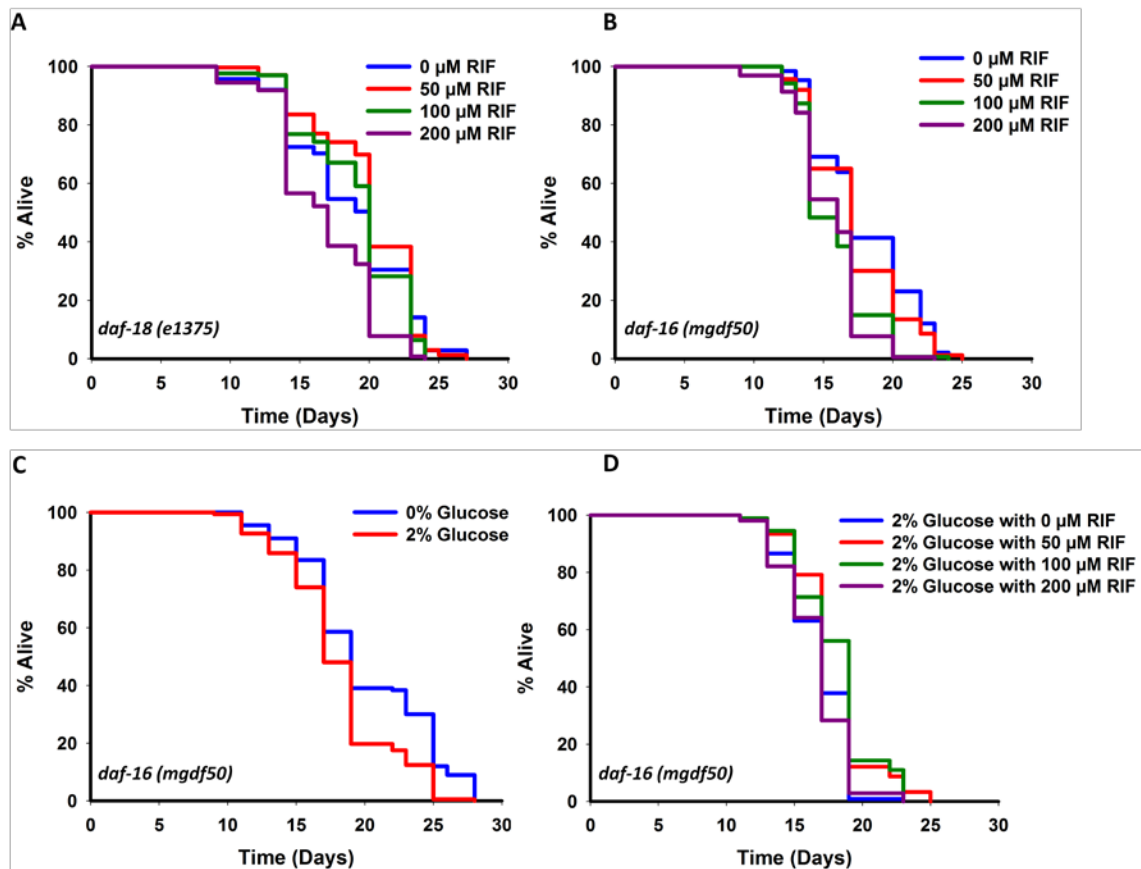 A
0 µM RIF
50 µM RIF
100 µM RIF
200 µM RIF
100
80
60
40
20
0
% Alive
daf-18 (e1375)
0 5 10 15 20 25 30
Time (Days)
B
0 µM RIF
50 µM RIF
100 µM RIF
200 µM RIF
100
80
60
40
20
0
% Alive
daf-16 (mgdf50)
0 5 10 15 20 25 30
Time (Days)
C
0% Glucose
2% Glucose
100
80
60
40
20
0
% Alive
daf-16 (mgdf50)
0 5 10 15 20 25 30
Time (Days)
D
2% Glucose with 0 µM RIF
2% Glucose with 50 µM RIF
2% Glucose with 100 µM RIF
2% Glucose with 200 µM RIF
100
80
60
40
20
0
% Alive
daf-16 (mgdf50)
0 5 10 15 20 25 30
Time (Days)